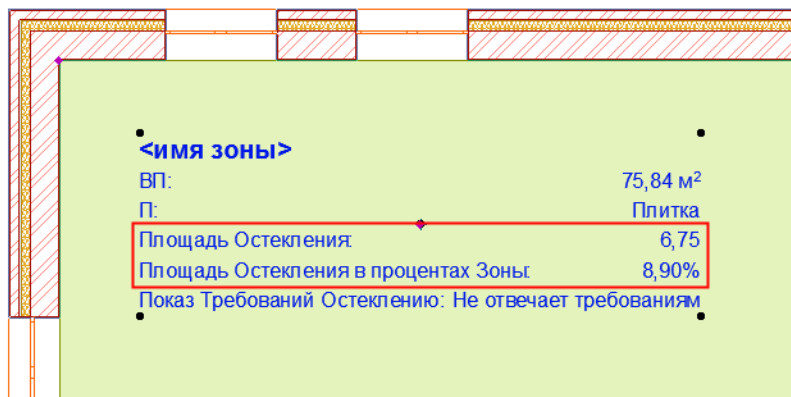 <имя зоны>
ВП: 75,84 м²
П: Плитка
Площадь Остекления: 6,75
Площадь Остекления в процентах Зоны: 8,90%
Показ Требований Остеклению: Не отвечает требованиям